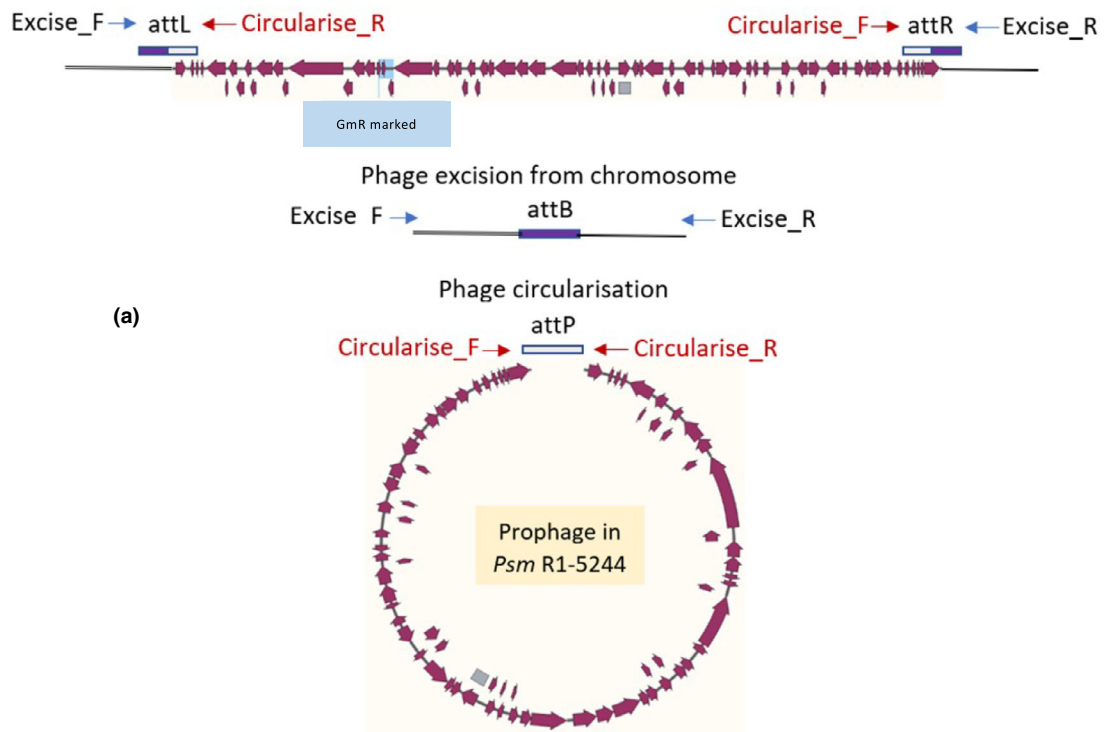 Excise_F attL Circularise_R Circularise_F attR Excise_R
GmR marked
Phage excision from chromosome
attB
Excise F Excise_R
Phage circularisation
(a)
attP
Circularise_F Circularise_R
Prophage in
Psm R1-5244